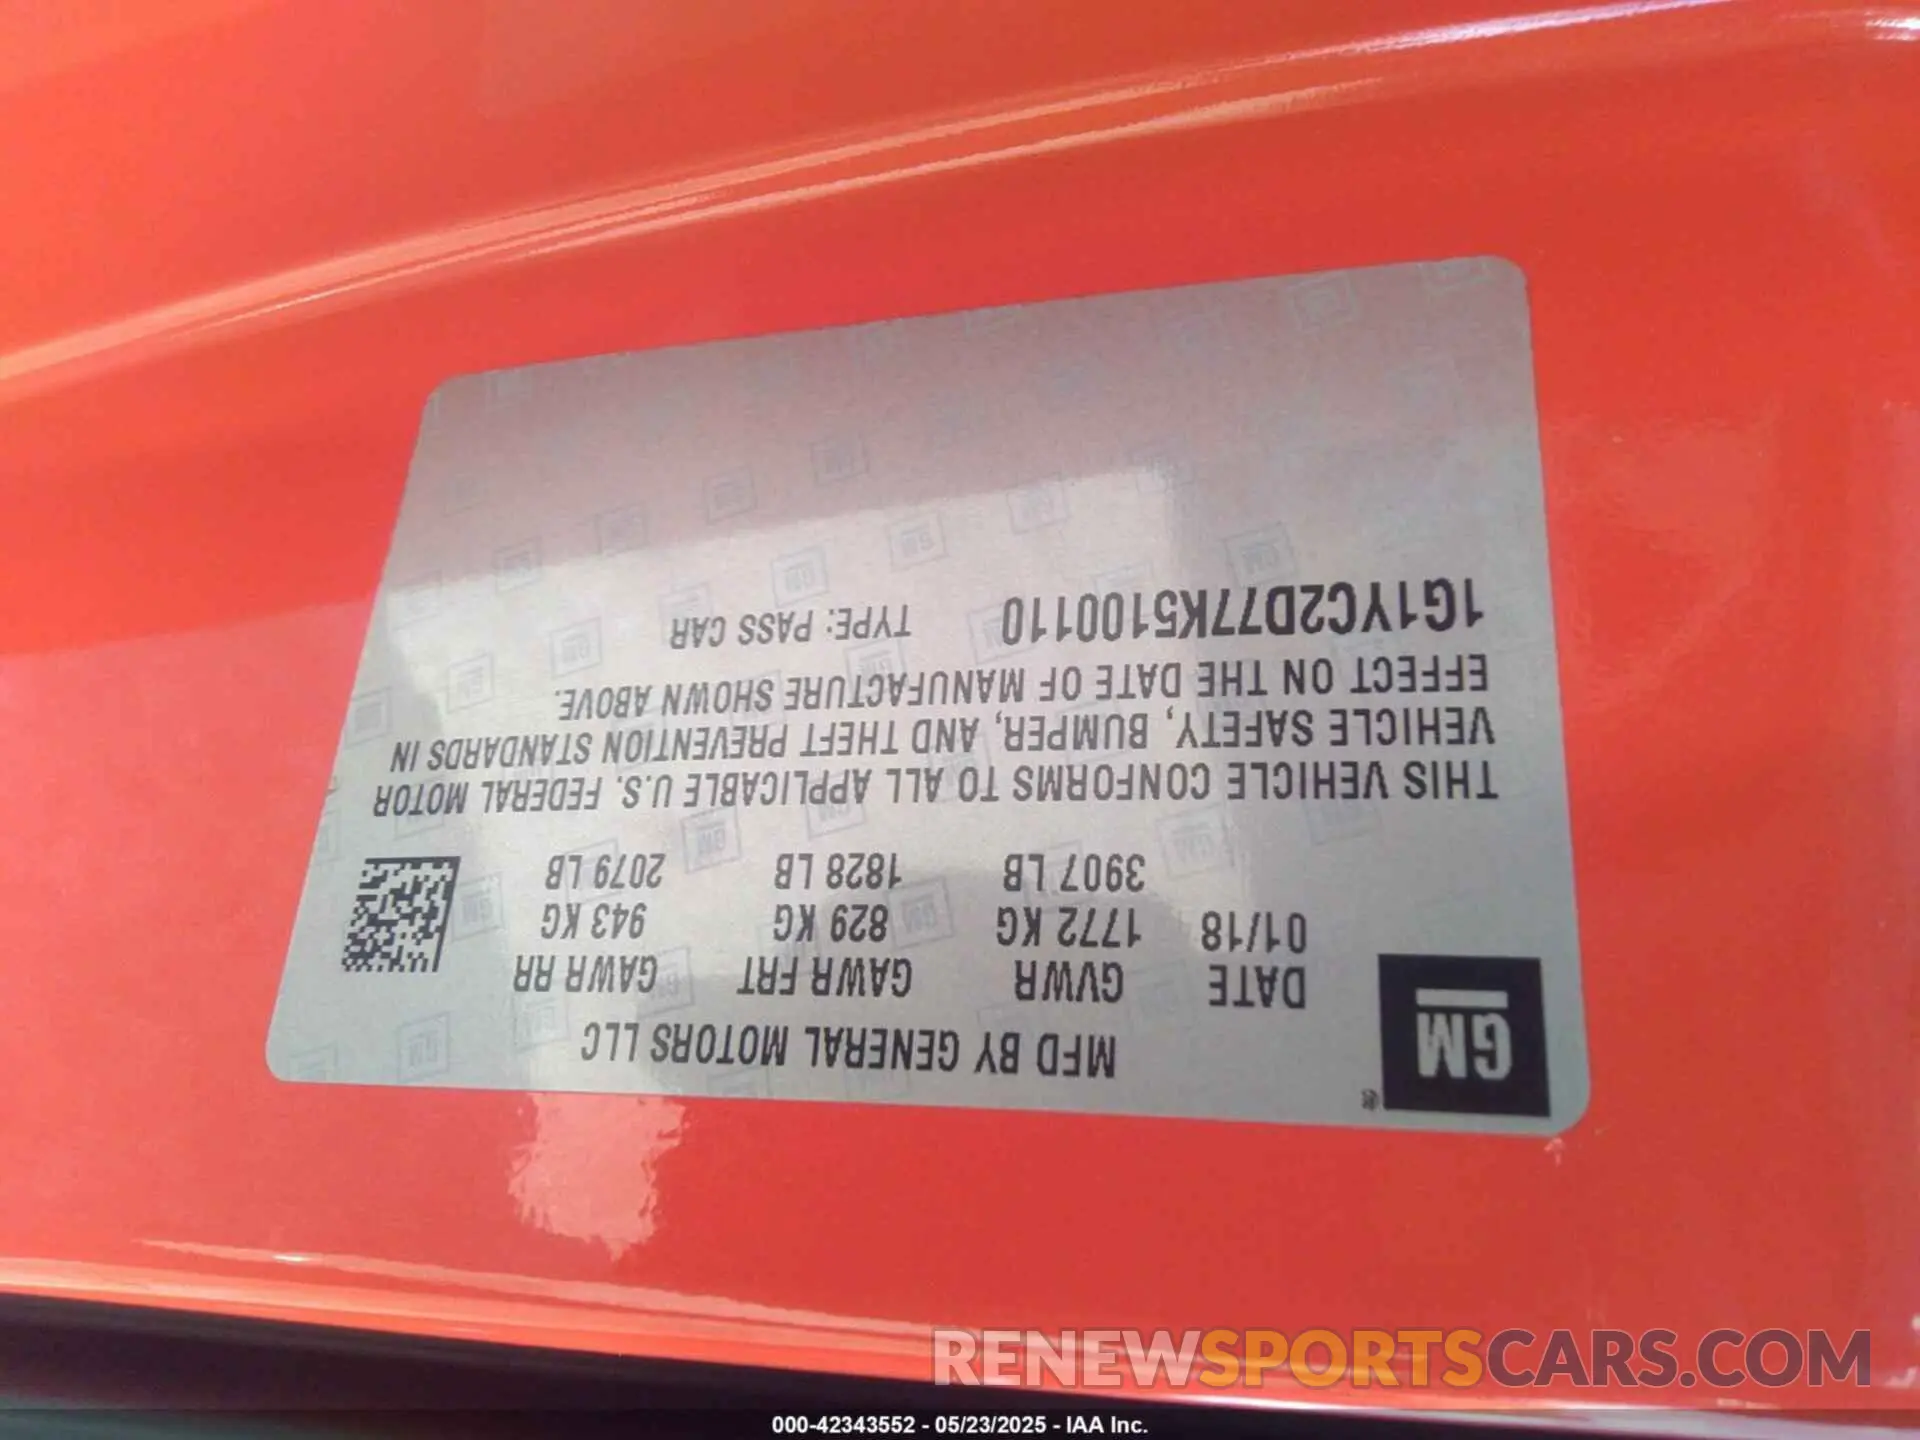 GM
®
MFD BY GENERAL MOTORS LLC
DATE GVWR GAWR FRT GAWR RR
01/18 1772 KG 829 KG 943 KG
3907 LB 1828 LB 2079 LB
THIS VEHICLE CONFORMS TO ALL APPLICABLE U.S. FEDERAL MOTOR
VEHICLE SAFETY, BUMPER, AND THEFT PREVENTION STANDARDS IN
EFFECT ON THE DATE OF MANUFACTURE SHOWN ABOVE.
1G1YC2D77K5100110 TYPE: PASS CAR
RENEWSPORTSCARS.COM
000-42343552 - 05/23/2025 - IAA Inc.